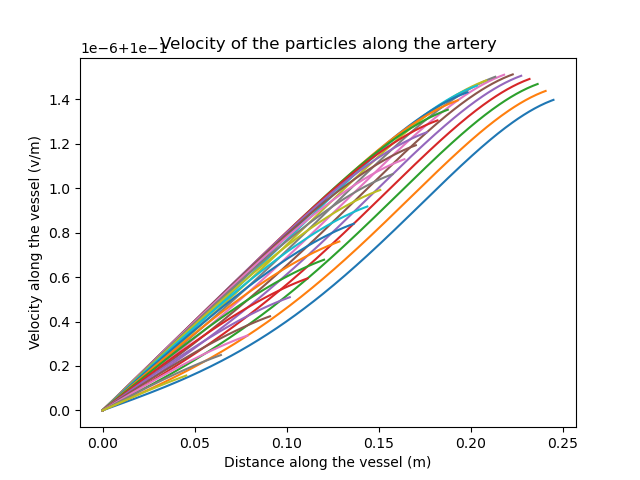 1e−6+1e−1
Velocity of the particles along the artery
1.4
1.2
1.0
0.8
0.6
0.4
0.2
0.0
Velocity along the vessel (v/m)
0.00 0.05 0.10 0.15 0.20 0.25
Distance along the vessel (m)